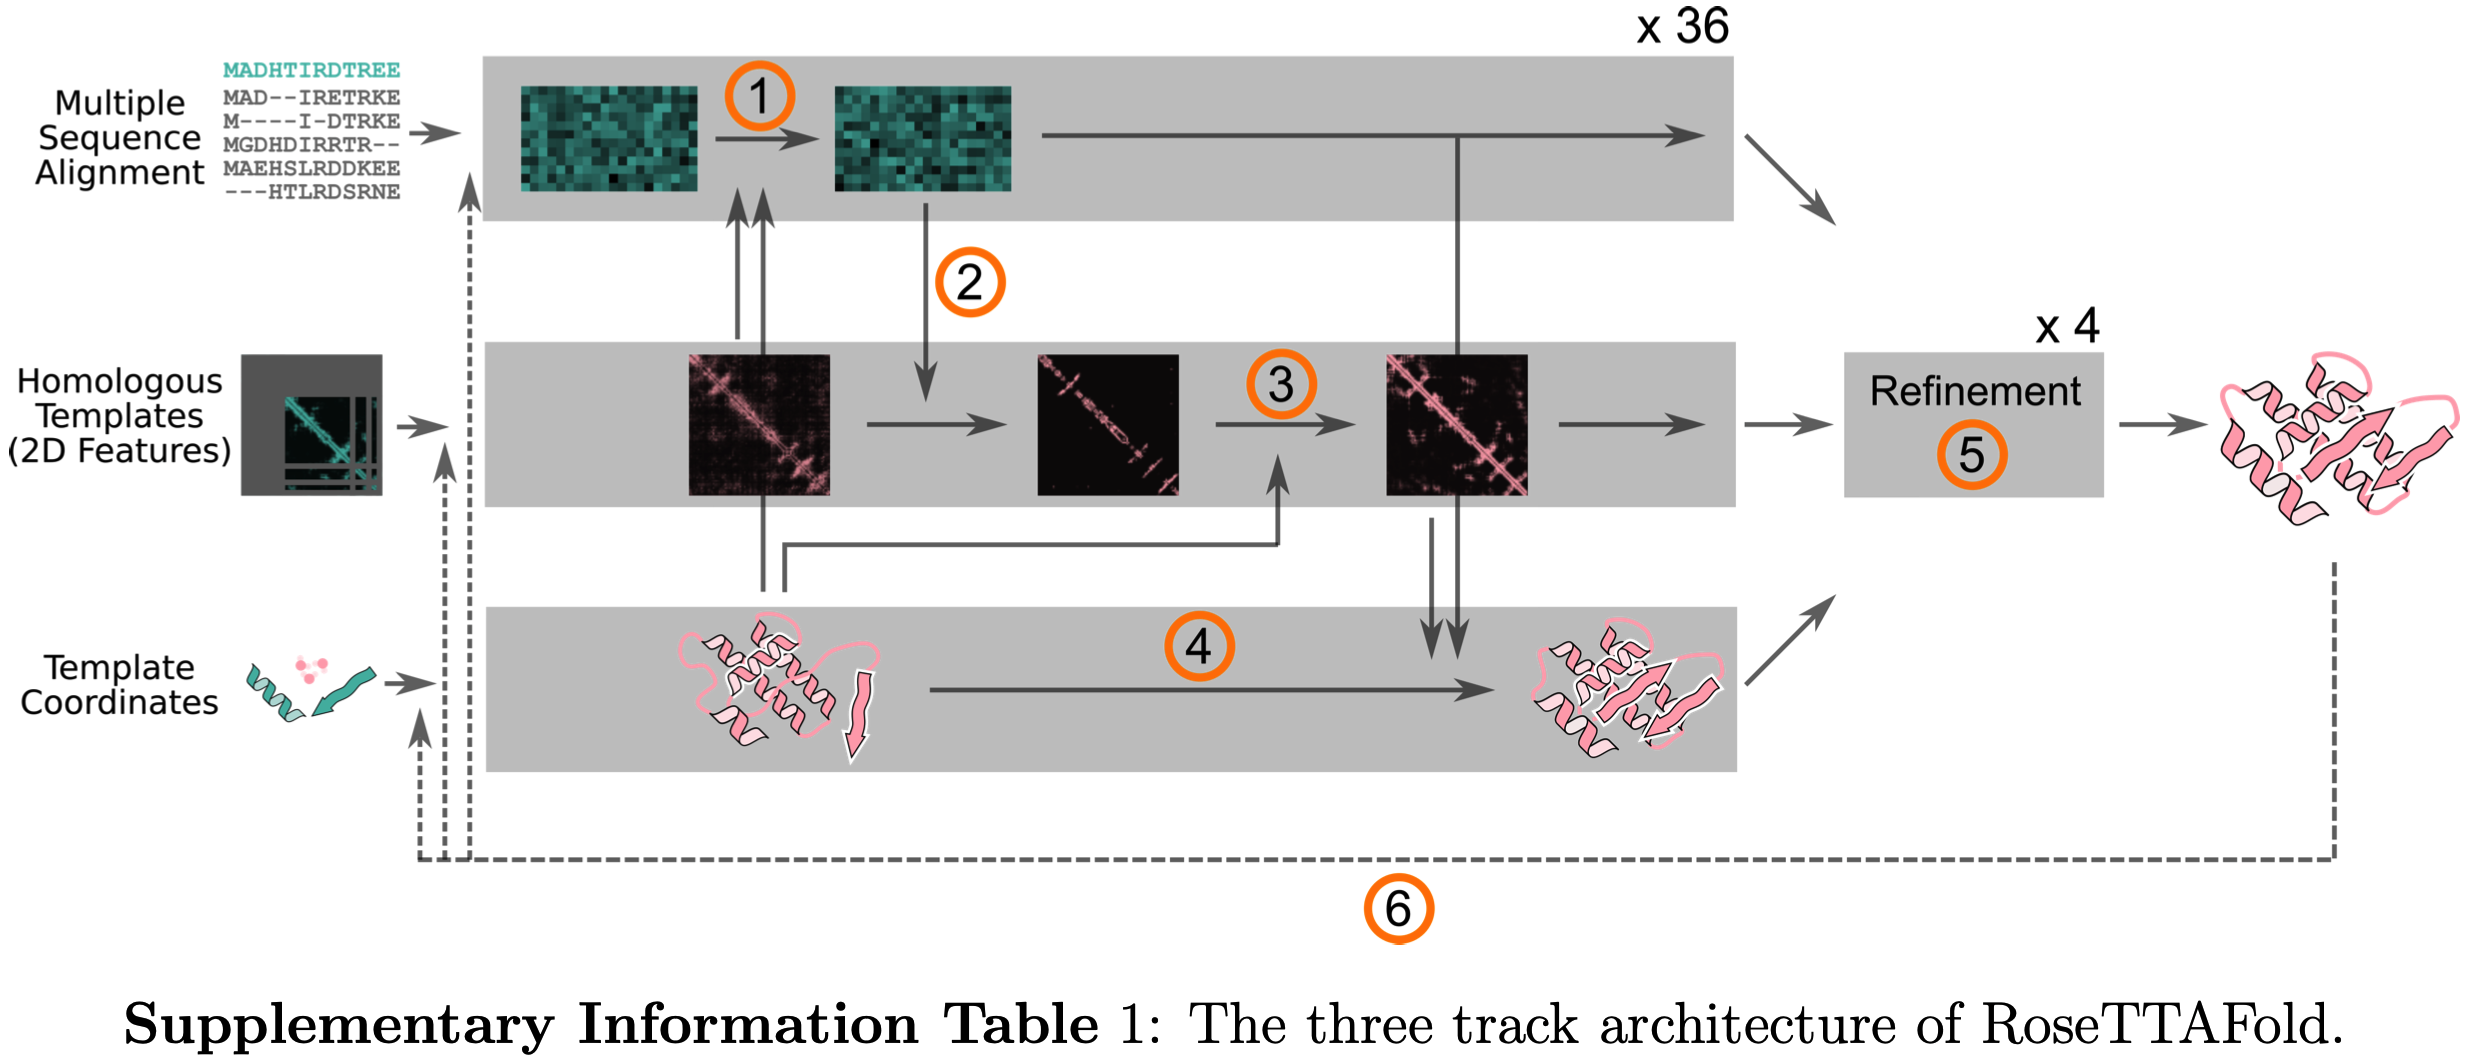 x 36
Multiple
Sequence
Alignment
MADHTIRDTREE
MAD--IRETRKE
M----I-DTRKE
MGDHDIRRTR--
MAEHSLRDDKEE
---HTLRDSRNE
1
2
Homologous
Templates
(2D Features)
3
x 4
Refinement
5
Template
Coordinates
4
6
Supplementary Information Table 1: The three track architecture of RoseTTAFold.